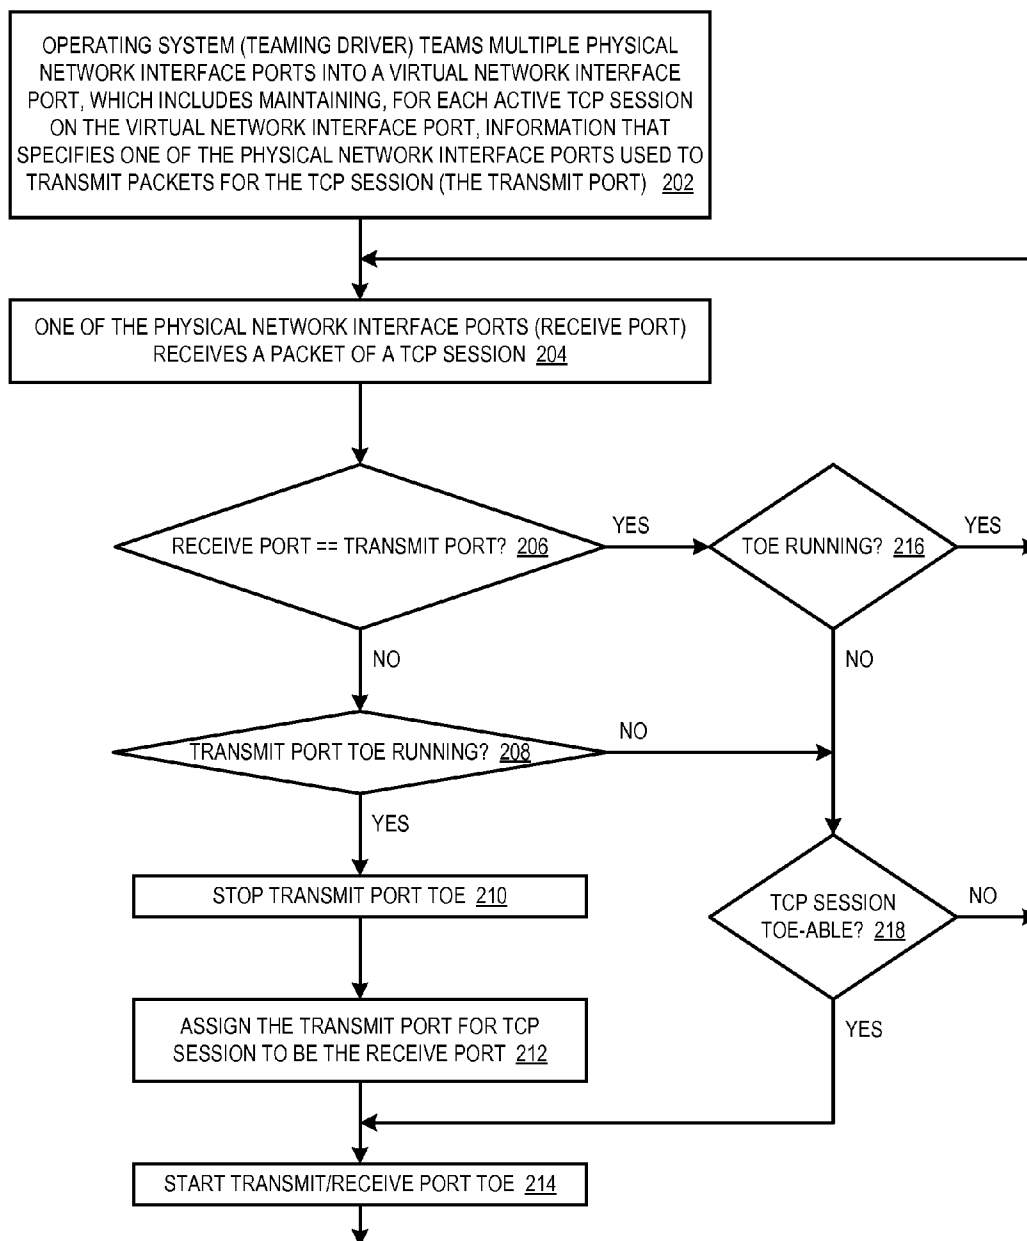 OPERATING SYSTEM (TEAMING DRIVER) TEAMS MULTIPLE PHYSICAL
NETWORK INTERFACE PORTS INTO A VIRTUAL NETWORK INTERFACE
PORT, WHICH INCLUDES MAINTAINING, FOR EACH ACTIVE TCP SESSION
ON THE VIRTUAL NETWORK INTERFACE PORT, INFORMATION THAT
SPECIFIES ONE OF THE PHYSICAL NETWORK INTERFACE PORTS USED TO
TRANSMIT PACKETS FOR THE TCP SESSION (THE TRANSMIT PORT) 202
ONE OF THE PHYSICAL NETWORK INTERFACE PORTS (RECEIVE PORT)
RECEIVES A PACKET OF A TCP SESSION 204
RECEIVE PORT == TRANSMIT PORT? 206
YES
TOE RUNNING? 216
YES
NO
NO
TRANSMIT PORT TOE RUNNING? 208
NO
YES
STOP TRANSMIT PORT TOE 210
TCP SESSION
TOE-ABLE? 218
NO
YES
ASSIGN THE TRANSMIT PORT FOR TCP
SESSION TO BE THE RECEIVE PORT 212
START TRANSMIT/RECEIVE PORT TOE 214